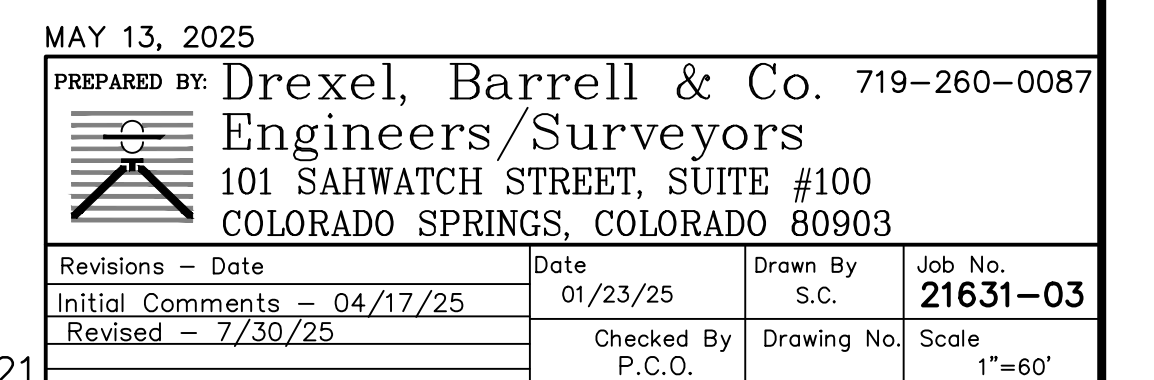 MAY 13, 2025
PREPARED BY: Drexel, Barrell & Co. 719-260-0087
Engineers/Surveyors
101 SAHWATCH STREET, SUITE #100
COLORADO SPRINGS, COLORADO 80903
Revisions - Date
Initial Comments - 04/17/25
Revised - 7/30/25
Date
01/23/25
Drawn By
S.C.
Job No.
21631-03
Checked By
P.C.O.
Drawing No.
Scale
1"=60'
21